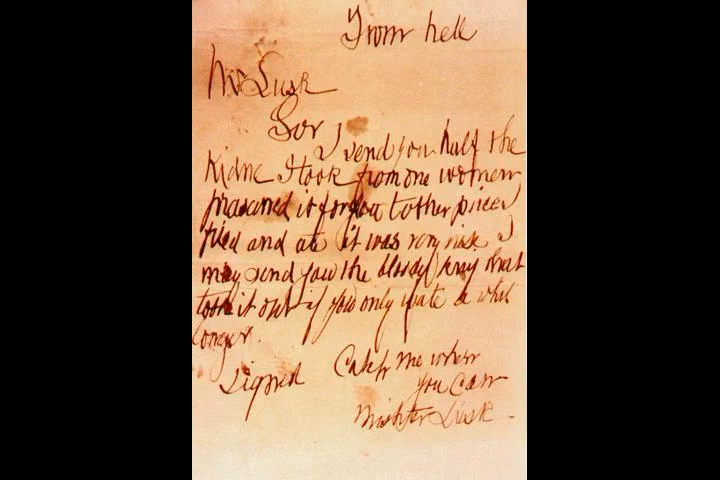 From hell
Mr Lusk
Sor
I send you half the
Kidne I took from one women
prasarved it for you tother piece I
fried and ate it was very nise I
may send you the bloody knif that
took it out if you only wate a whil
longer.
signed Catch me when
you Can
Mishter Lusk.